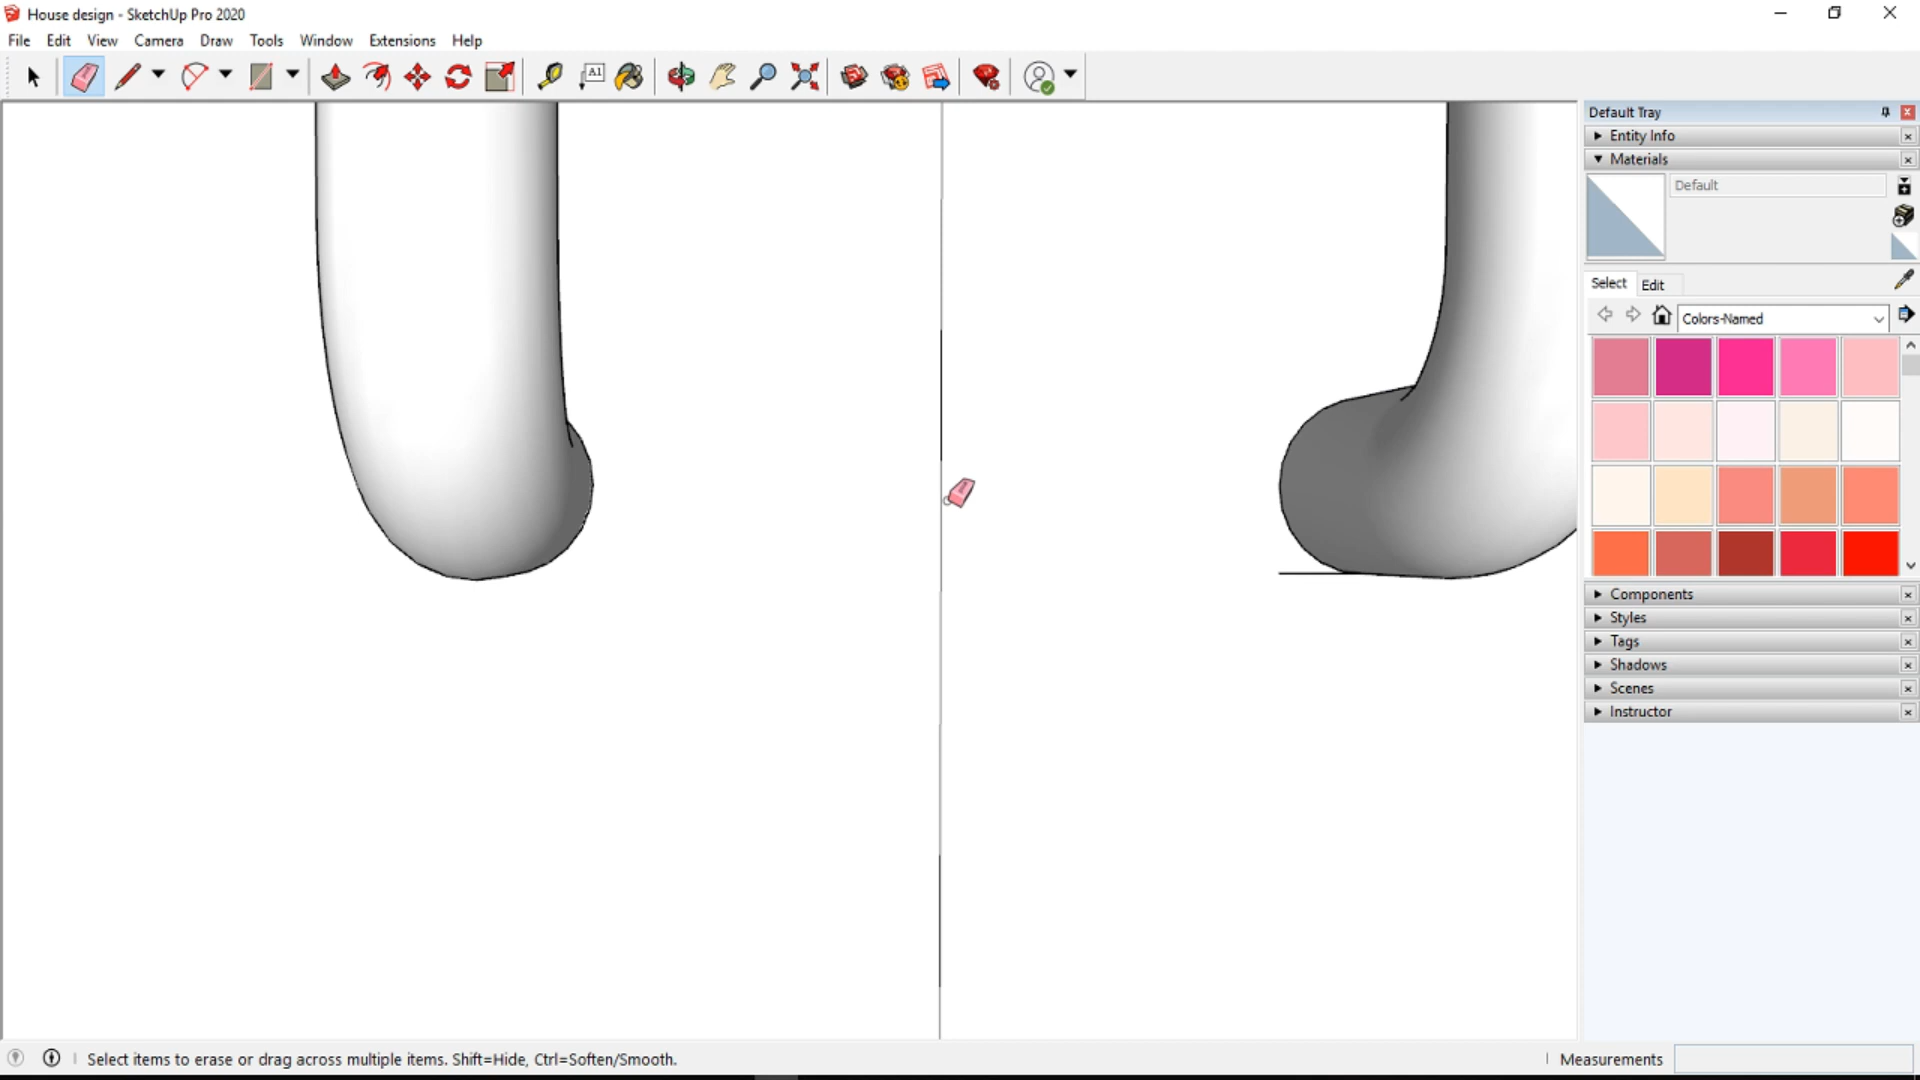 House design - SketchUp Pro 2020
File Edit View Camera Draw Tools Window Extensions Help
A1
Default Tray
Entity Info
Materials
Default
Select Edit
Colors-Named
Components
Styles
Tags
Shadows
Scenes
Instructor
Select items to erase or drag across multiple items. Shift=Hide, Ctrl=Soften/Smooth.
Measurements